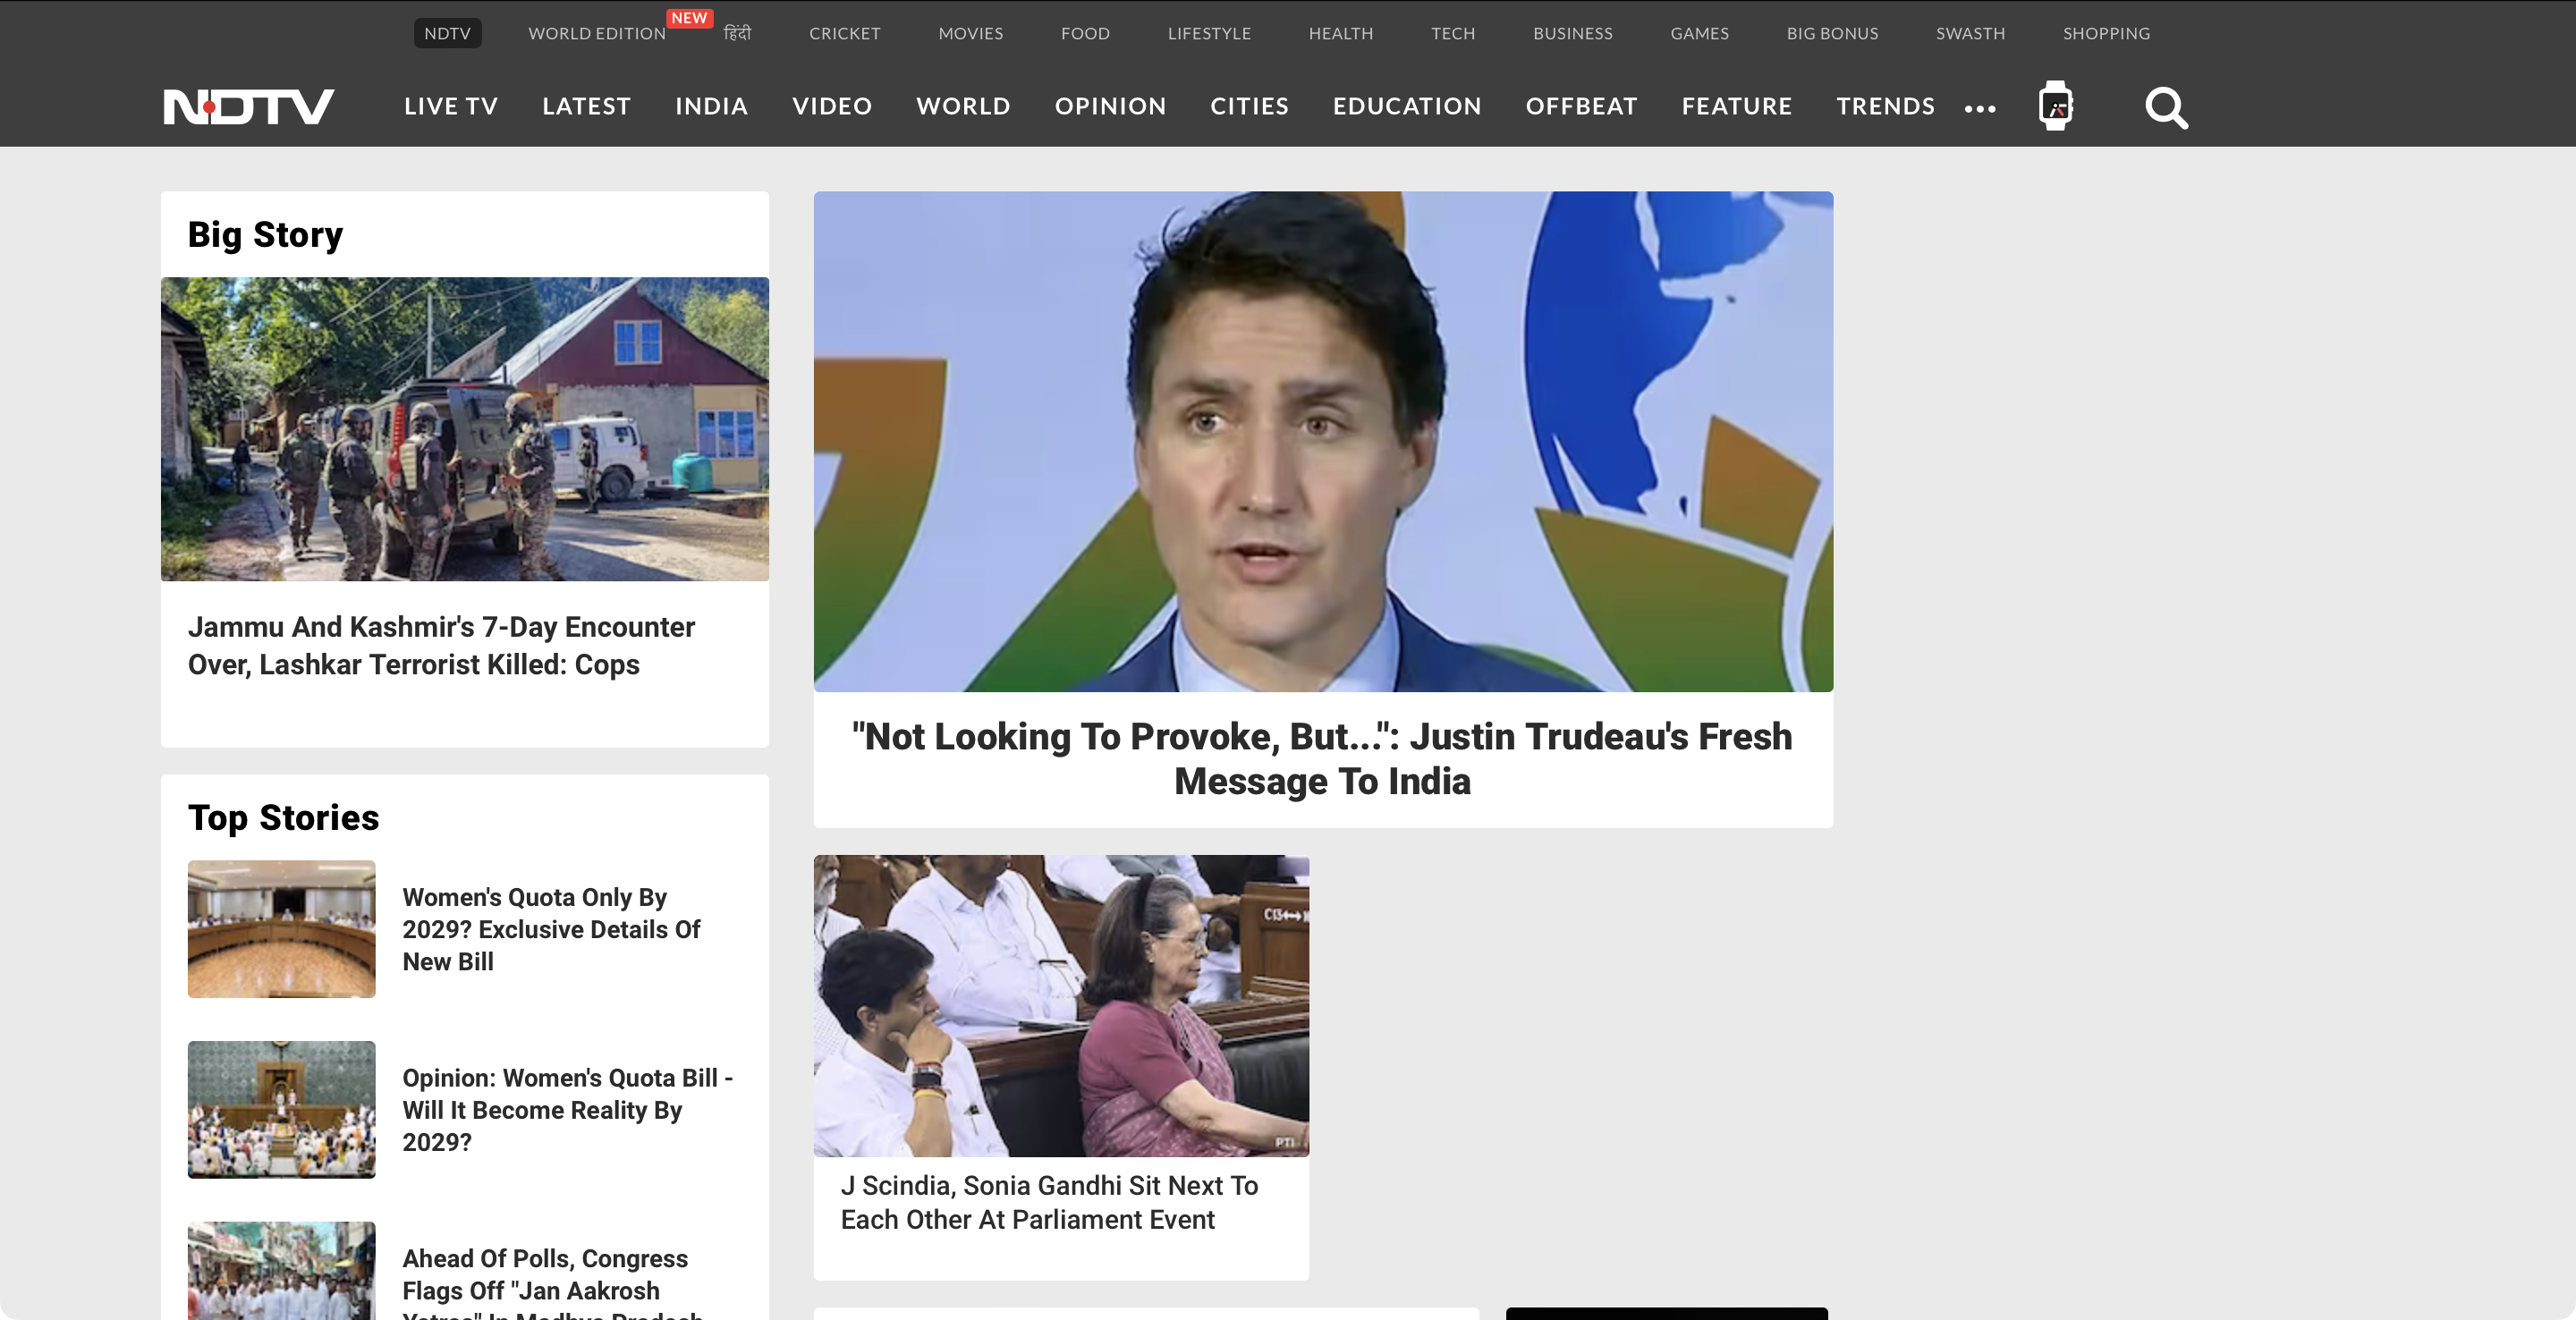 NDTV
WORLD EDITION
NEW
हिंदी
CRICKET
MOVIES
FOOD
LIFESTYLE
HEALTH
TECH
BUSINESS
GAMES
BIG BONUS
SWASTH
SHOPPING
NDTV
LIVE TV
LATEST
INDIA
VIDEO
WORLD
OPINION
CITIES
EDUCATION
OFFBEAT
FEATURE
TRENDS
Big Story
Jammu And Kashmir's 7-Day Encounter
Over, Lashkar Terrorist Killed: Cops
Top Stories
Women's Quota Only By
2029? Exclusive Details Of
New Bill
Opinion: Women's Quota Bill -
Will It Become Reality By
2029?
Ahead Of Polls, Congress
Flags Off "Jan Aakrosh
Yatras" In Madhya Pradesh
"Not Looking To Provoke, But...": Justin Trudeau's Fresh
Message To India
C13
PTI
J Scindia, Sonia Gandhi Sit Next To
Each Other At Parliament Event